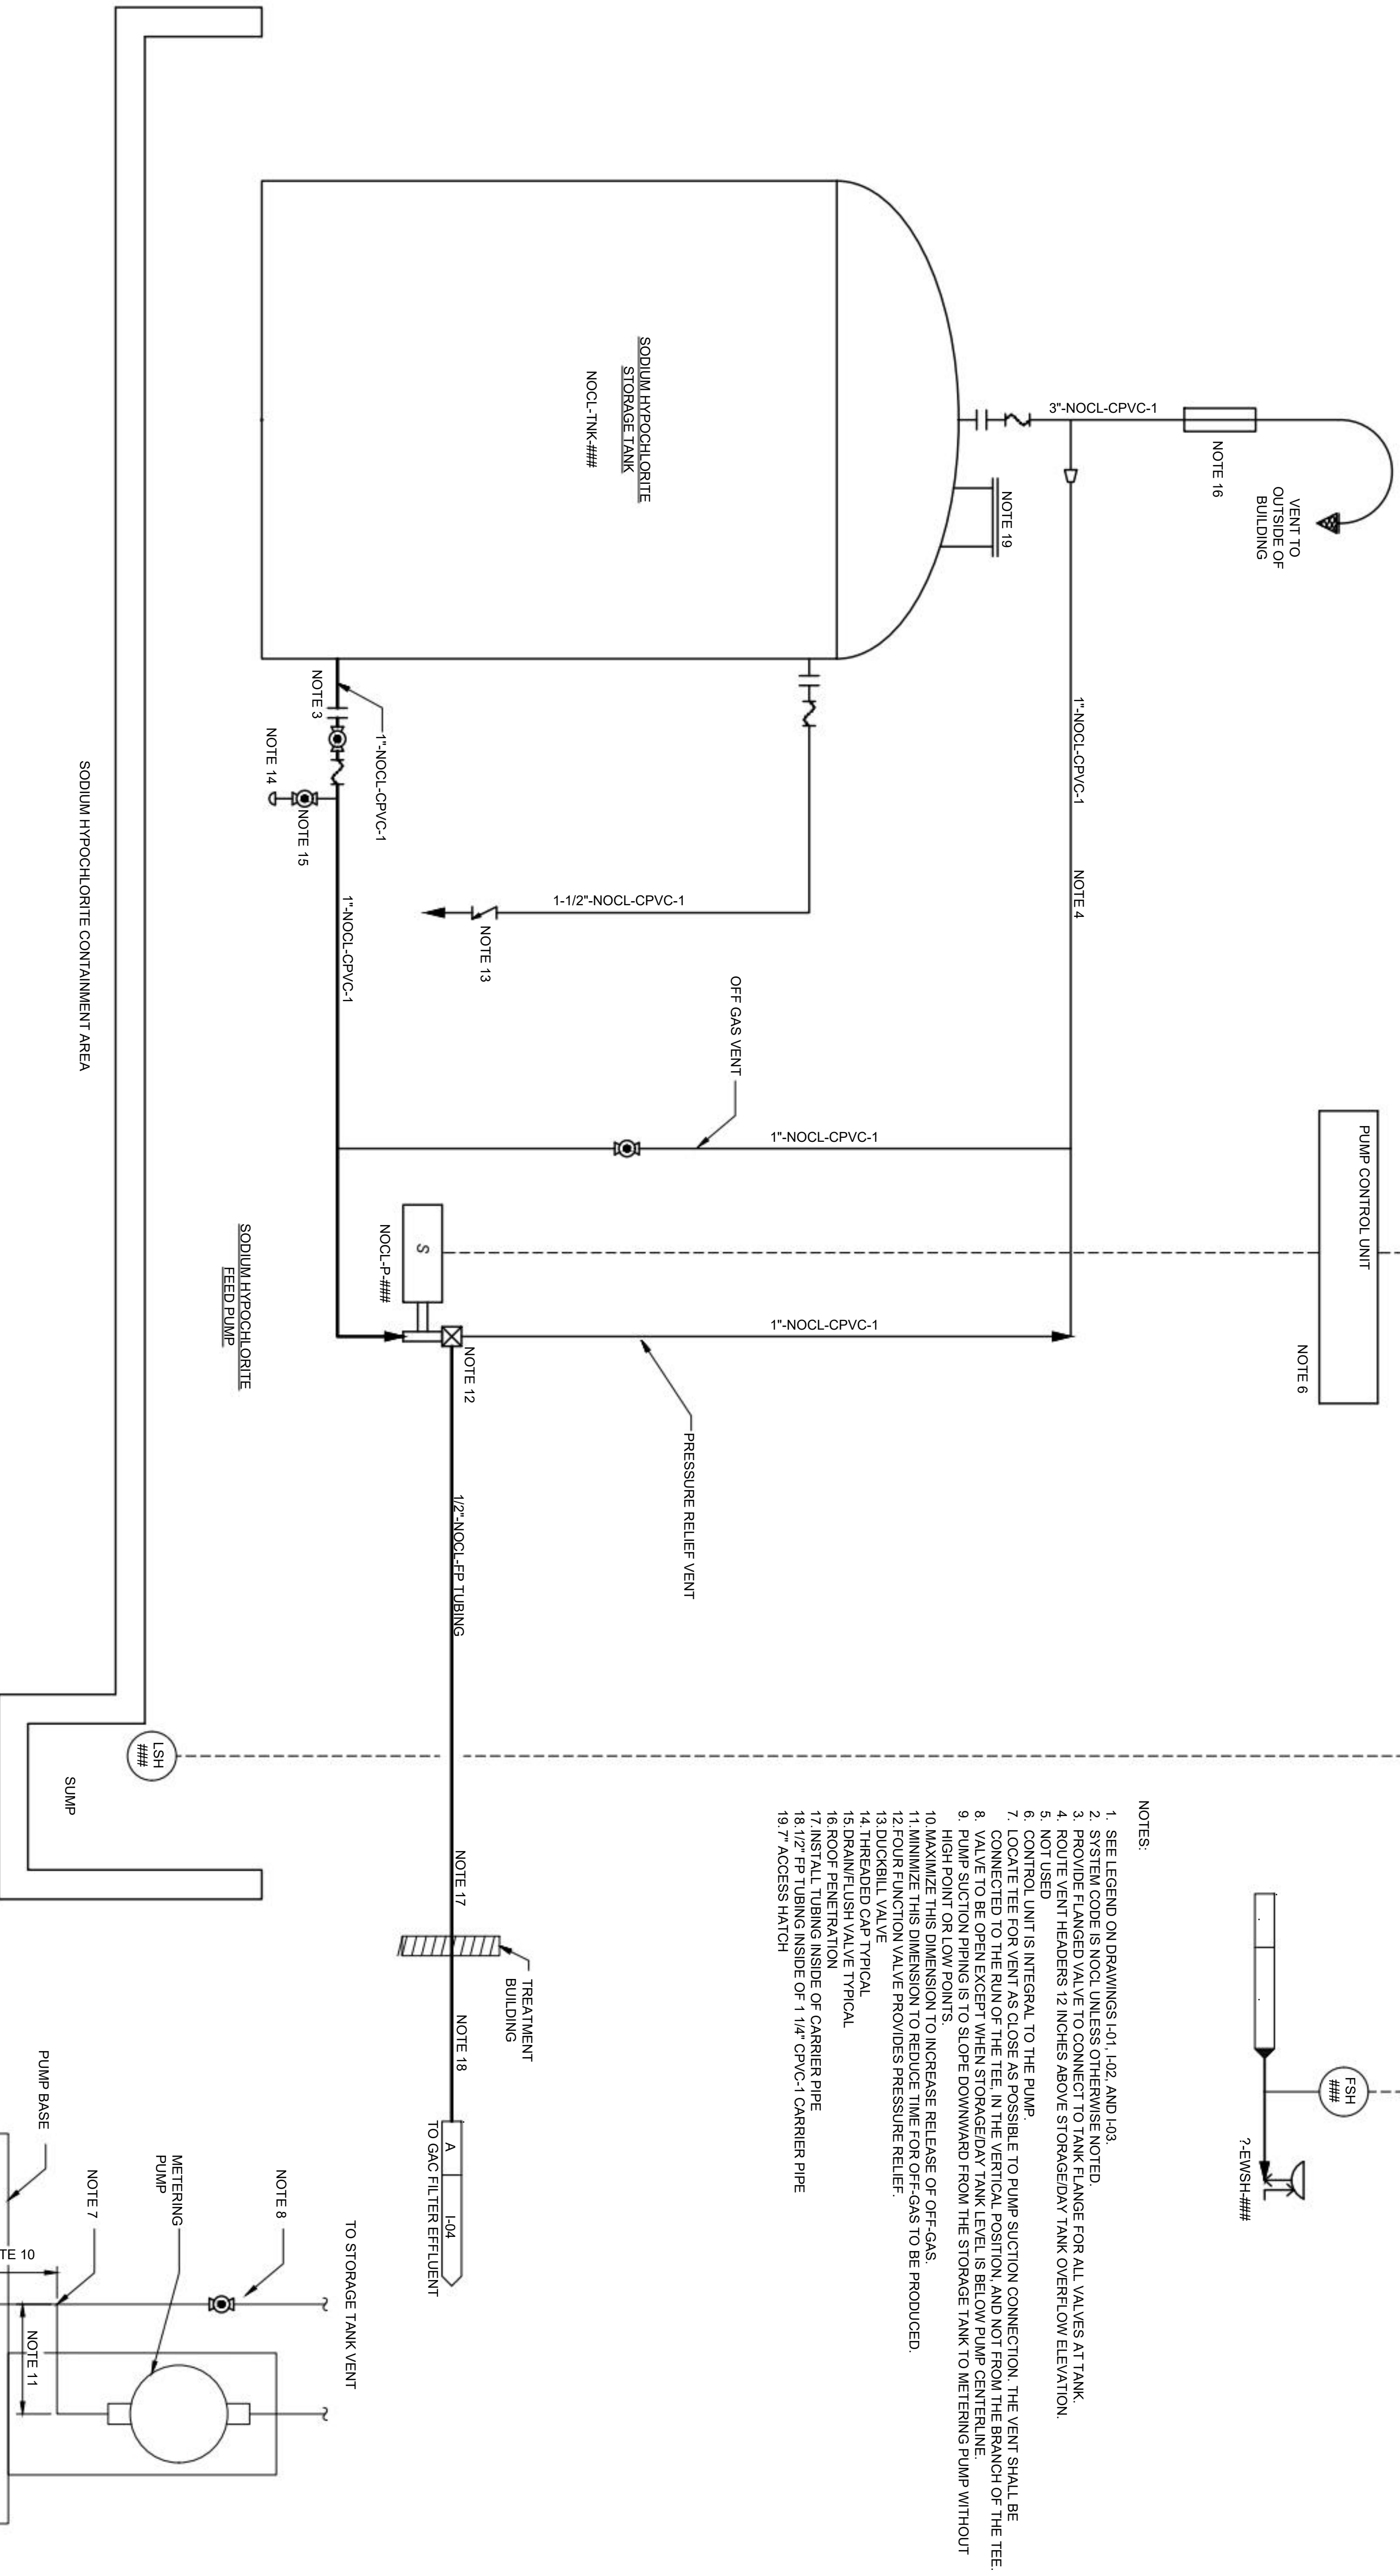 VENT TO
OUTSIDE OF
BUILDING
NOTE 16
3"-NOCL-CPVC-1
NOTE 19
1"-NOCL-CPVC-1
NOTE 4
PUMP CONTROL UNIT
NOTE 6
SODIUM HYPOCHLORITE
STORAGE TANK
NOCL-TNK-###
1-1/2"-NOCL-CPVC-1
NOTE 13
OFF GAS VENT
1"-NOCL-CPVC-1
1"-NOCL-CPVC-1
PRESSURE RELIEF VENT
NOTE 3
1"-NOCL-CPVC-1
NOTE 14
NOTE 15
1"-NOCL-CPVC-1
S
NOCL-P-###
NOTE 12
SODIUM HYPOCHLORITE
FEED PUMP
1/2"-NOCL-FP TUBING
NOTE 17
TREATMENT
BUILDING
NOTE 18
A
I-04
TO GAC FILTER EFFLUENT
SODIUM HYPOCHLORITE CONTAINMENT AREA
LSH
###
SUMP
FSH
###
?-EWSH-###
NOTES:
1. SEE LEGEND ON DRAWINGS I-01, I-02, AND I-03.
2. SYSTEM CODE IS NOCL UNLESS OTHERWISE NOTED.
3. PROVIDE FLANGED VALVE TO CONNECT TO TANK FLANGE FOR ALL VALVES AT TANK.
4. ROUTE VENT HEADERS 12 INCHES ABOVE STORAGE/DAY TANK OVERFLOW ELEVATION.
5. NOT USED
6. CONTROL UNIT IS INTEGRAL TO THE PUMP.
7. LOCATE TEE FOR VENT AS CLOSE AS POSSIBLE TO PUMP SUCTION CONNECTION. THE VENT SHALL BE
CONNECTED TO THE RUN OF THE TEE, IN THE VERTICAL POSITION, AND NOT FROM THE BRANCH OF THE TEE.
8. VALVE TO BE OPEN EXCEPT WHEN STORAGE/DAY TANK LEVEL IS BELOW PUMP CENTERLINE.
9. PUMP SUCTION PIPING IS TO SLOPE DOWNWARD FROM THE STORAGE TANK TO METERING PUMP WITHOUT
HIGH POINT OR LOW POINTS.
10.MAXIMIZE THIS DIMENSION TO INCREASE RELEASE OF OFF-GAS.
11.MINIMIZE THIS DIMENSION TO REDUCE TIME FOR OFF-GAS TO BE PRODUCED.
12.FOUR FUNCTION VALVE PROVIDES PRESSURE RELIEF.
13.DUCKBILL VALVE
14.THREADED CAP TYPICAL
15.DRAIN/FLUSH VALVE TYPICAL
16.ROOF PENETRATION
17.INSTALL TUBING INSIDE OF CARRIER PIPE
18.1/2" FP TUBING INSIDE OF 1 1/4" CPVC-1 CARRIER PIPE
19.7" ACCESS HATCH
TO STORAGE TANK VENT
NOTE 8
METERING
PUMP
NOTE 7
PUMP BASE
TE 10
NOTE 11